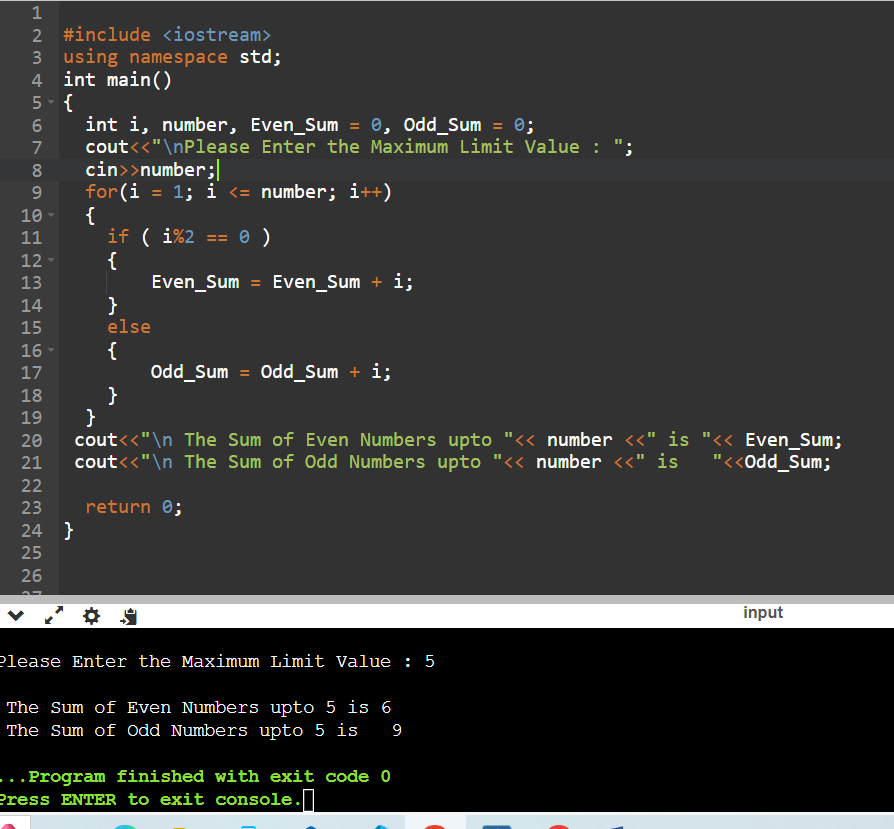 1
2 #include <iostream>
3 using namespace std;
4 int main()
5 {
6   int i, number, Even_Sum = 0, Odd_Sum = 0;
7   cout<<"\nPlease Enter the Maximum Limit Value : ";
8   cin>>number;
9   for(i = 1; i <= number; i++)
10   {
11     if ( i%2 == 0 )
12     {
13         Even_Sum = Even_Sum + i;
14     }
15     else
16     {
17         Odd_Sum = Odd_Sum + i;
18     }
19   }
20  cout<<"\n The Sum of Even Numbers upto "<< number <<" is "<< Even_Sum;
21  cout<<"\n The Sum of Odd Numbers upto "<< number <<" is   "<<Odd_Sum;
22
23   return 0;
24 }
25
26
27
input
Please Enter the Maximum Limit Value : 5
The Sum of Even Numbers upto 5 is 6
The Sum of Odd Numbers upto 5 is   9
...Program finished with exit code 0
Press ENTER to exit console.